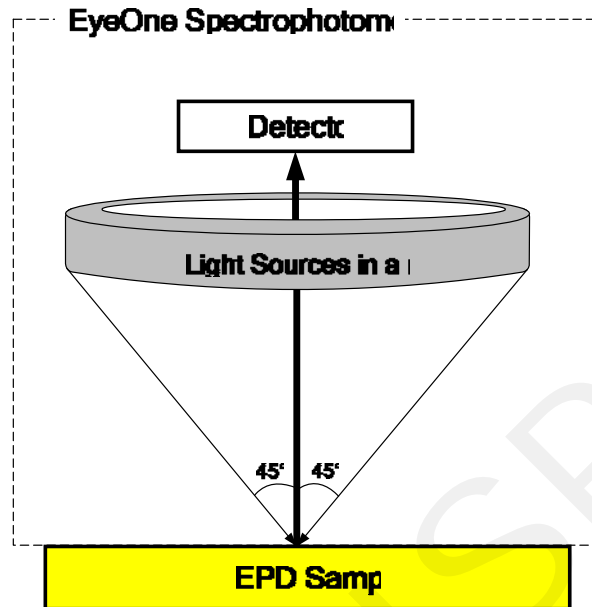 EyeOne Spectrophotom
Detect
Light Sources in a
45°
45°
EPD Samp